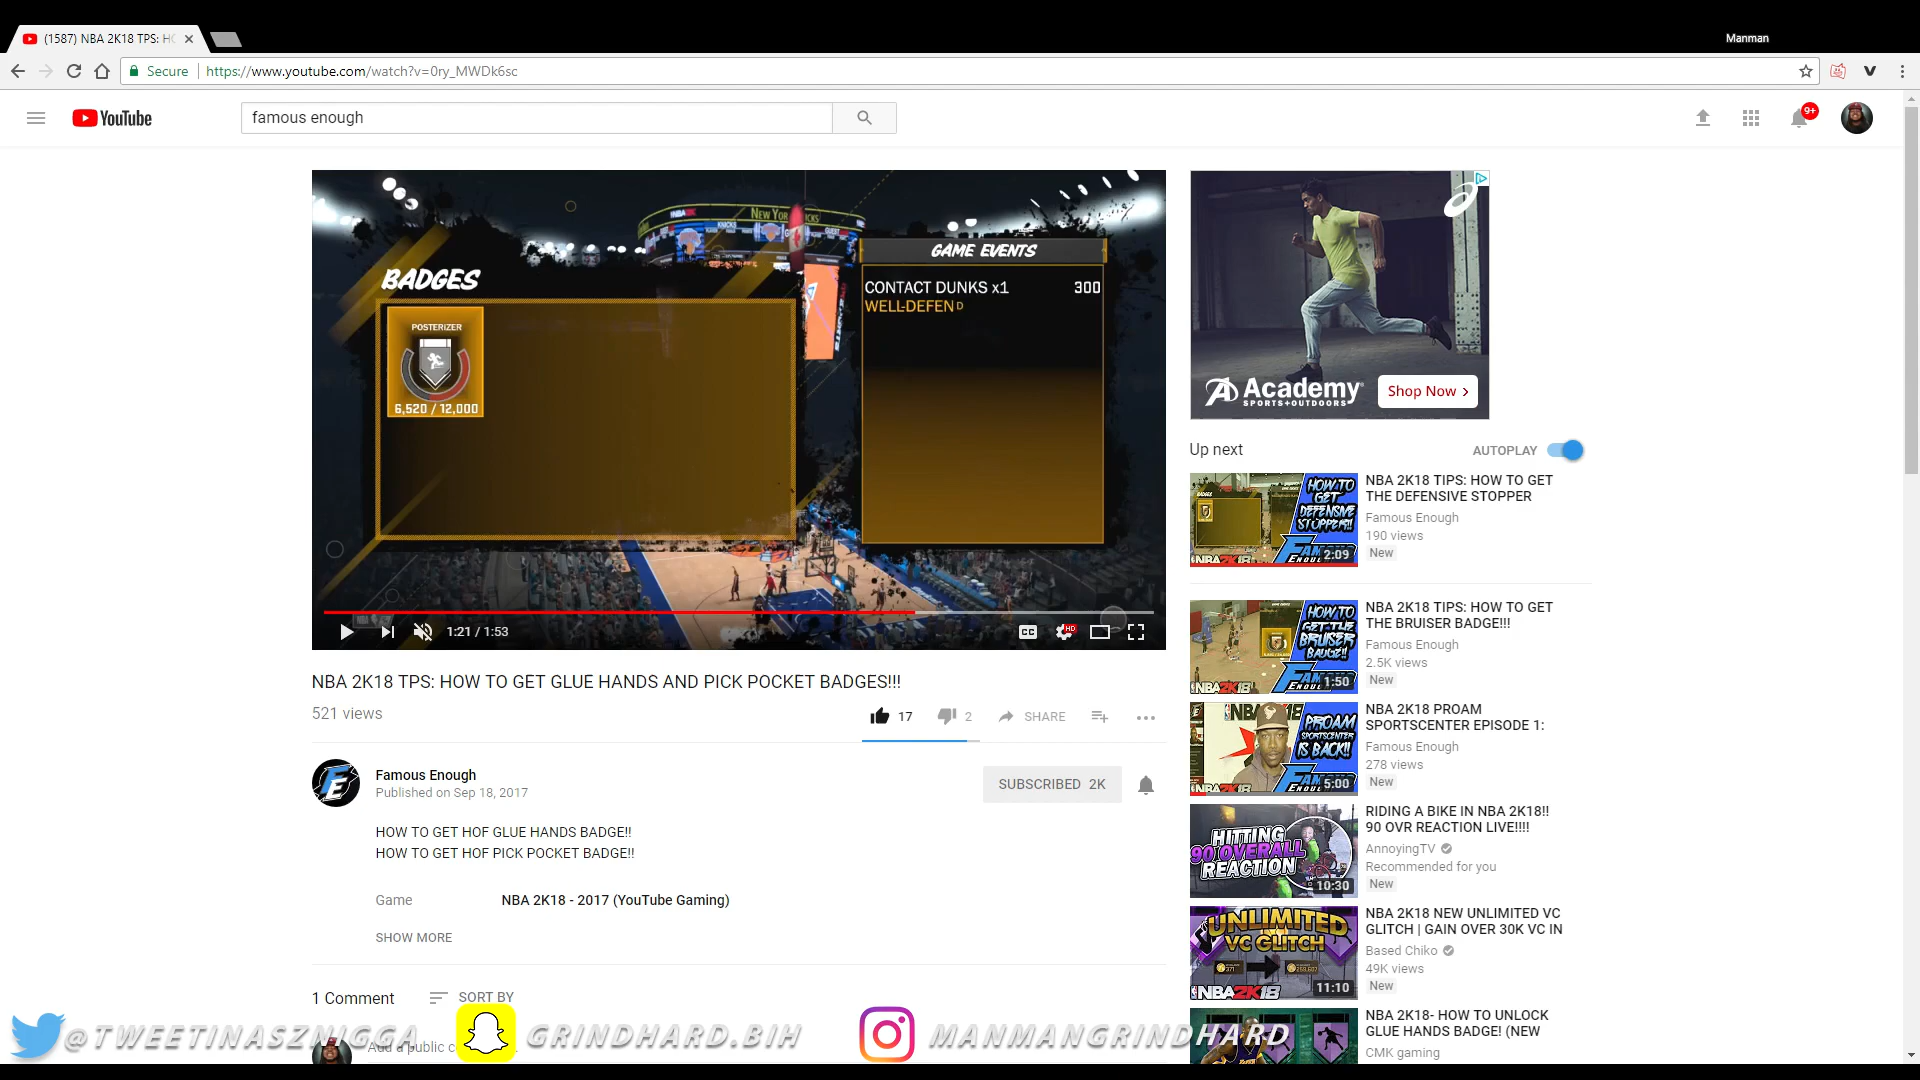 (1587) NBA 2K18 TPS: HO
Manman
Secure
https://www.youtube.com/watch?v=0ry_MWDk6sc
YouTube
famous enough
9+
NBA2K
NEW YORK KNICKS
BADGES
POSTERIZER
6,520 / 12,000
GAME EVENTS
CONTACT DUNKS x1 300
WELL-DEFEN D
1:21 / 1:53
CC
HD
Academy
SPORTS+OUTDOORS
Shop Now
NBA 2K18 TPS: HOW TO GET GLUE HANDS AND PICK POCKET BADGES!!!
521 views
17
2
SHARE
Famous Enough
Published on Sep 18, 2017
SUBSCRIBED 2K
HOW TO GET HOF GLUE HANDS BADGE!!
HOW TO GET HOF PICK POCKET BADGE!!
Game
NBA 2K18 - 2017 (YouTube Gaming)
SHOW MORE
1 Comment
SORT BY
Add a public c
@TWEETINASZNIGGA
GRINDHARD.BIH
MANMANGRINDHARD
Up next
AUTOPLAY
HOW TO
GET
DEFENSIVE
STOPPER!!
2:09
NBA 2K18 TIPS: HOW TO GET
THE DEFENSIVE STOPPER
Famous Enough
190 views
New
HOW TO
GET THE
BRUISER
BADGE!!
NBA2K18
1:50
NBA 2K18 TIPS: HOW TO GET
THE BRUISER BADGE!!!
Famous Enough
2.5K views
New
PROAM
SPORTSCENTER
IS BACK!!
NBA2K18
5:00
NBA 2K18 PROAM
SPORTSCENTER EPISODE 1:
Famous Enough
278 views
New
HITTING
90 OVERALL
REACTION
10:30
RIDING A BIKE IN NBA 2K18!!
90 OVR REACTION LIVE!!!!
AnnoyingTV
Recommended for you
New
UNLIMITED
VC GLITCH
NBA2K18
11:10
NBA 2K18 NEW UNLIMITED VC
GLITCH | GAIN OVER 30K VC IN
Based Chiko
49K views
New
NBA 2K18- HOW TO UNLOCK
GLUE HANDS BADGE! (NEW
CMK gaming